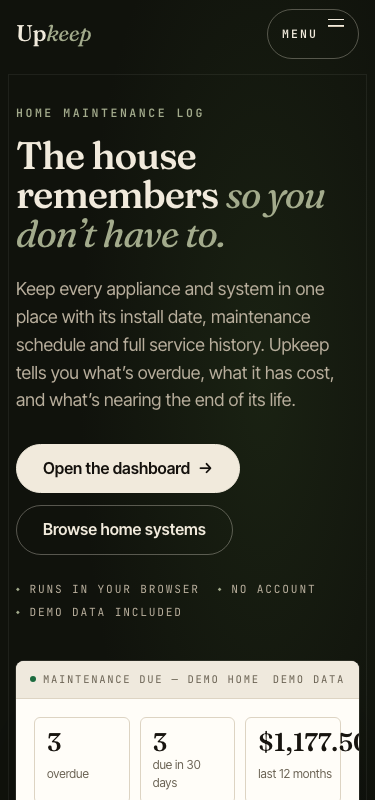 Upkeep
MENU
HOME MAINTENANCE LOG
The house
remembers so you
don’t have to.
Keep every appliance and system in one
place with its install date, maintenance
schedule and full service history. Upkeep
tells you what’s overdue, what it has cost,
and what’s nearing the end of its life.
Open the dashboard →
Browse home systems
RUNS IN YOUR BROWSER NO ACCOUNT
DEMO DATA INCLUDED
MAINTENANCE DUE — DEMO HOME DEMO DATA
3 3 $1,177.50
overdue due in 30 days last 12 months